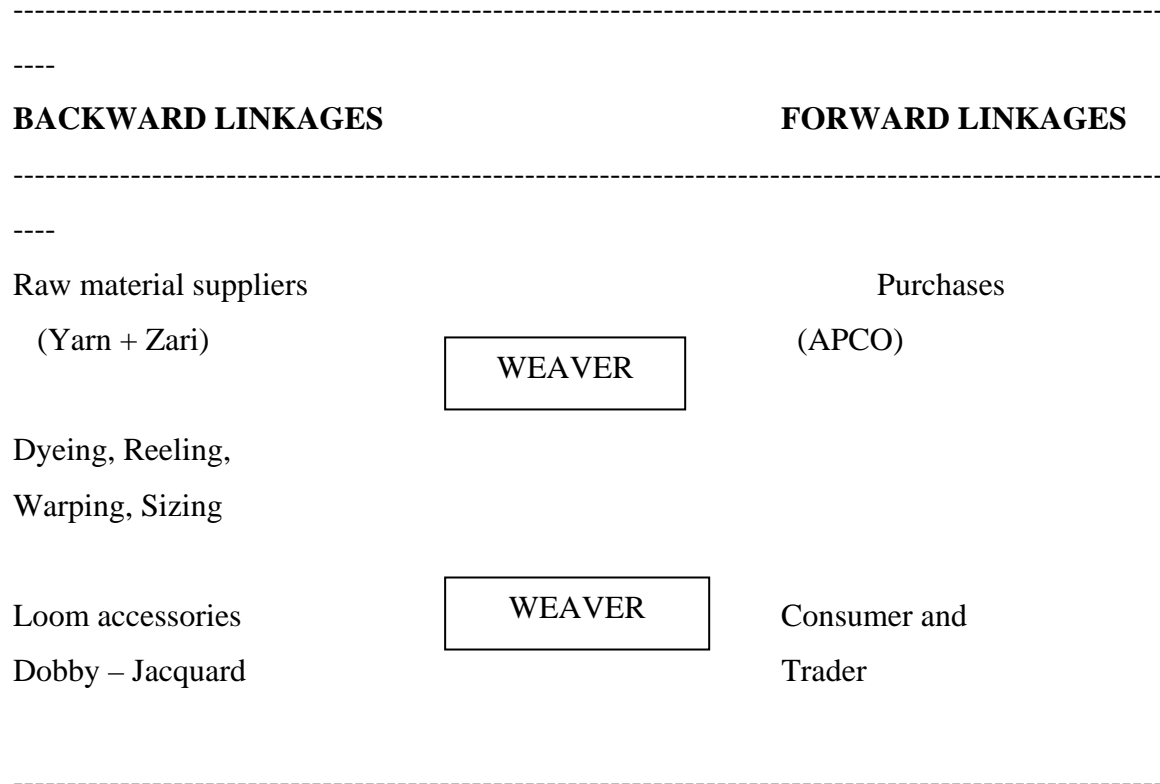 ----------------------------------------------------------------------------------------------------------------
----
BACKWARD LINKAGES FORWARD LINKAGES
----------------------------------------------------------------------------------------------------------------
----
Raw material suppliers Purchases
(Yarn + Zari) WEAVER (APCO)
Dyeing, Reeling,
Warping, Sizing
Loom accessories WEAVER Consumer and
Dobby – Jacquard Trader
----------------------------------------------------------------------------------------------------------------